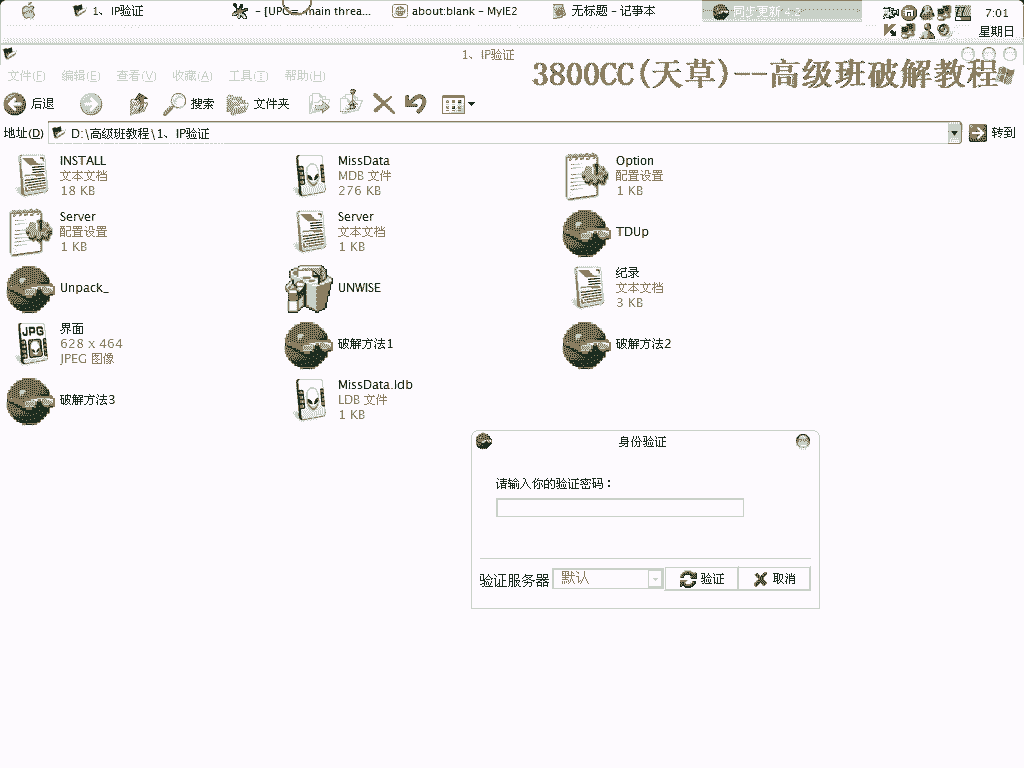 1、IP验证
- [UPC= main threa...
about:blank - MyIE2
无标题 - 记事本
同步更新 4.2
7:01
星期日
1、IP验证
3800CC(天草)--高级班破解教程
文件(F) 编辑(E) 查看(V) 收藏(A) 工具(T) 帮助(H)
后退 搜索 文件夹
地址(D) D:\高级班教程\1、IP验证 转到
INSTALL
文本文档
18 KB
MissData
MDB 文件
276 KB
Option
配置设置
1 KB
Server
配置设置
1 KB
Server
文本文档
1 KB
TDUp
Unpack_
UNWISE
纪录
文本文档
3 KB
JPG
界面
628 x 464
JPEG 图像
破解方法1
破解方法2
破解方法3
MissData.ldb
LDB 文件
1 KB
身份验证
请输入你的验证密码：
验证服务器 默认 验证 取消